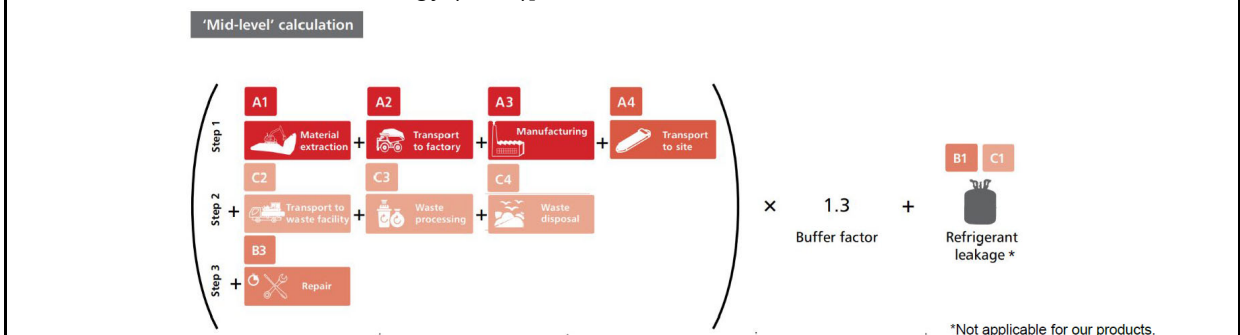 'Mid-level' calculation
A1 A2 A3 A4
Step 1
Material extraction + Transport to factory + Manufacturing + Transport to site
C2 C3 C4
Step 2
+ Transport to waste facility + Waste processing + Waste disposal
B3
Step 3
+ Repair
× 1.3 +
Buffer factor
B1 C1
Refrigerant
leakage *
*Not applicable for our products.